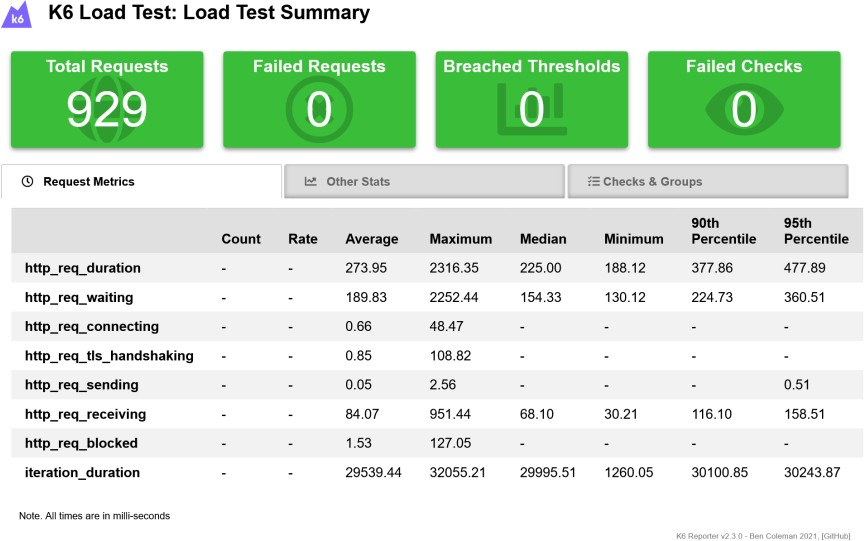 k6 K6 Load Test: Load Test Summary
Total Requests Failed Requests Breached Thresholds Failed Checks
929 0 0 0
Request Metrics Other Stats Checks & Groups
Count Rate Average Maximum Median Minimum 90th Percentile 95th Percentile
http_req_duration - - 273.95 2316.35 225.00 188.12 377.86 477.89
http_req_waiting - - 189.83 2252.44 154.33 130.12 224.73 360.51
http_req_connecting - - 0.66 48.47 - - - -
http_req_tls_handshaking - - 0.85 108.82 - - - -
http_req_sending - - 0.05 2.56 - - - 0.51
http_req_receiving - - 84.07 951.44 68.10 30.21 116.10 158.51
http_req_blocked - - 1.53 127.05 - - - -
iteration_duration - - 29539.44 32055.21 29995.51 1260.05 30100.85 30243.87
Note. All times are in milli-seconds
K6 Reporter v2.3.0 - Ben Coleman 2021, [GitHub]